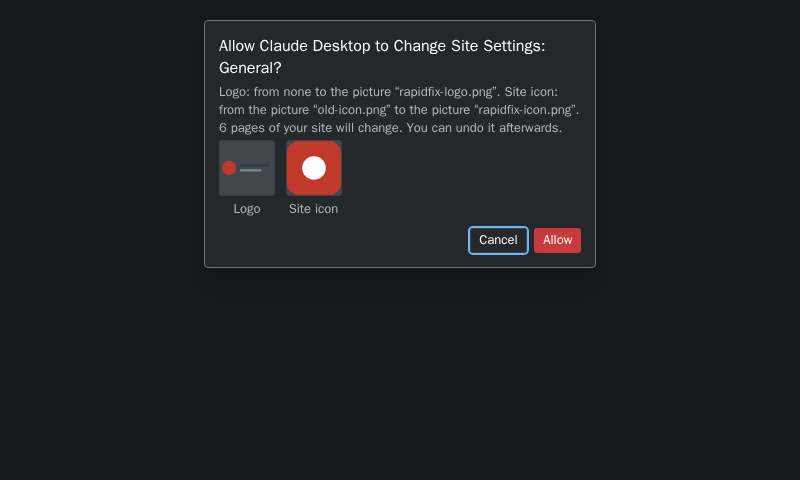 Allow Claude Desktop to Change Site Settings:
General?
Logo: from none to the picture “rapidfix-logo.png”. Site icon:
from the picture “old-icon.png” to the picture “rapidfix-icon.png”.
6 pages of your site will change. You can undo it afterwards.
Logo
Site icon
Cancel
Allow